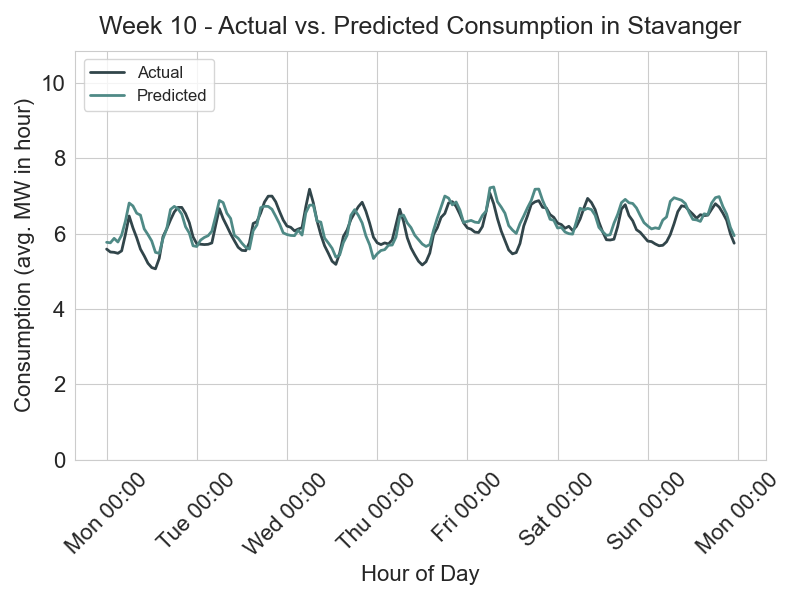 Week 10 - Actual vs. Predicted Consumption in Stavanger
Actual
Predicted
Consumption (avg. MW in hour)
10
8
6
4
2
0
Mon 00:00
Tue 00:00
Wed 00:00
Thu 00:00
Fri 00:00
Sat 00:00
Sun 00:00
Mon 00:00
Hour of Day